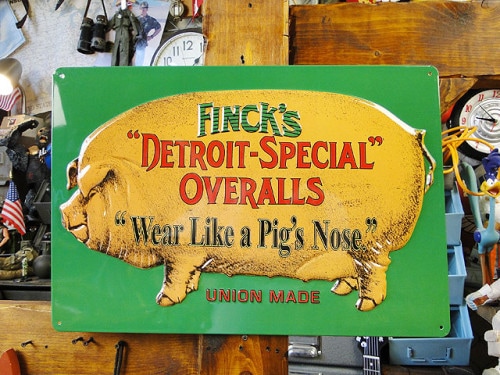 FINCK'S
"DETROIT-SPECIAL"
OVERALLS
"Wear Like a Pig's Nose."
UNION MADE